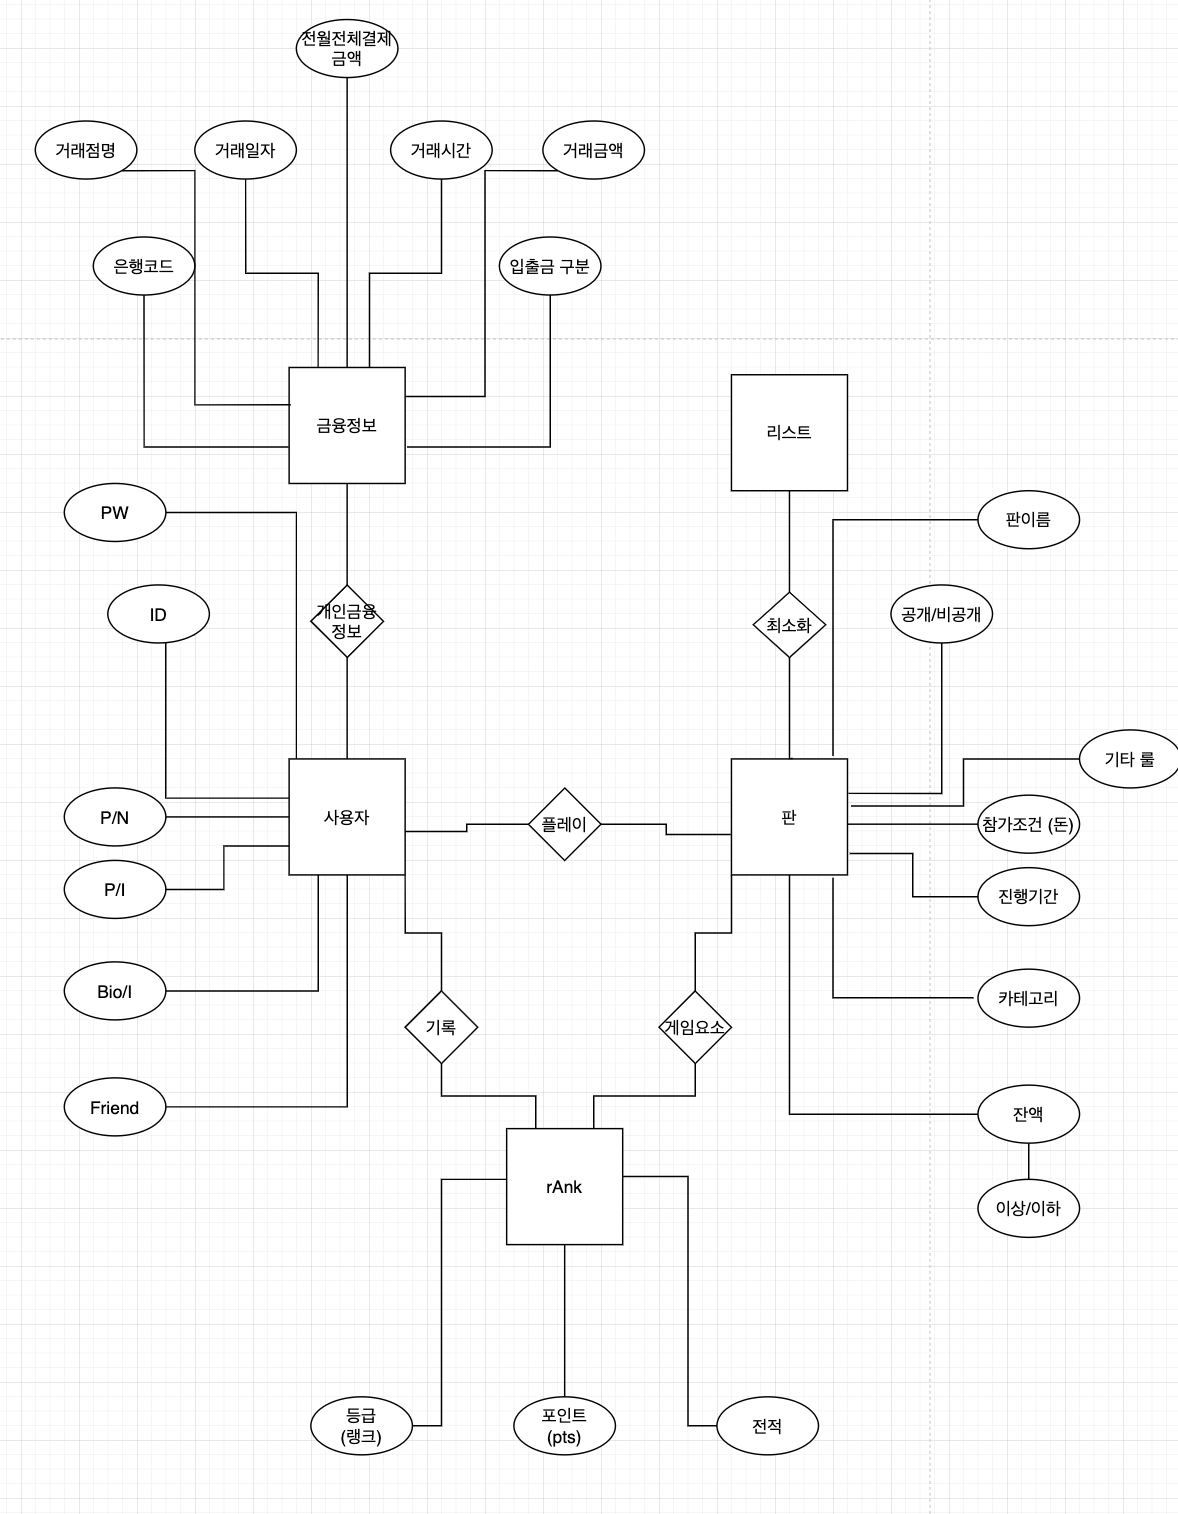 전월전체결제
금액
거래점명
거래일자
거래시간
거래금액
은행코드
입출금 구분
금융정보
리스트
PW
판이름
ID
개인금융
정보
최소화
공개/비공개
기타 룰
P/N
사용자
플레이
판
참가조건 (돈)
P/I
진행기간
Bio/I
카테고리
기록
게임요소
Friend
잔액
rAnk
이상/이하
등급
(랭크)
포인트
(pts)
전적